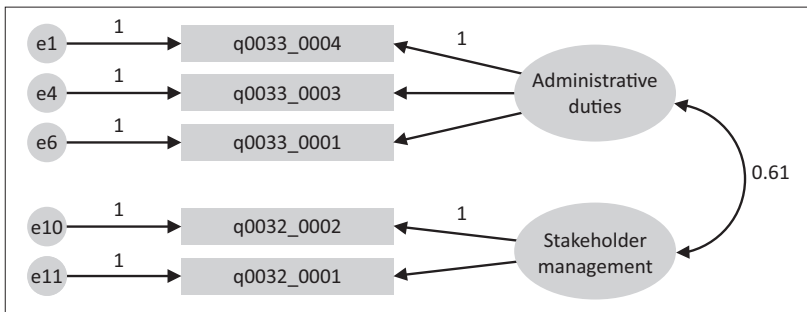 e1
1
q0033_0004
1
e4
1
q0033_0003
e6
1
q0033_0001
Administrative
duties
0.61
e10
1
q0032_0002
1
e11
1
q0032_0001
Stakeholder
management